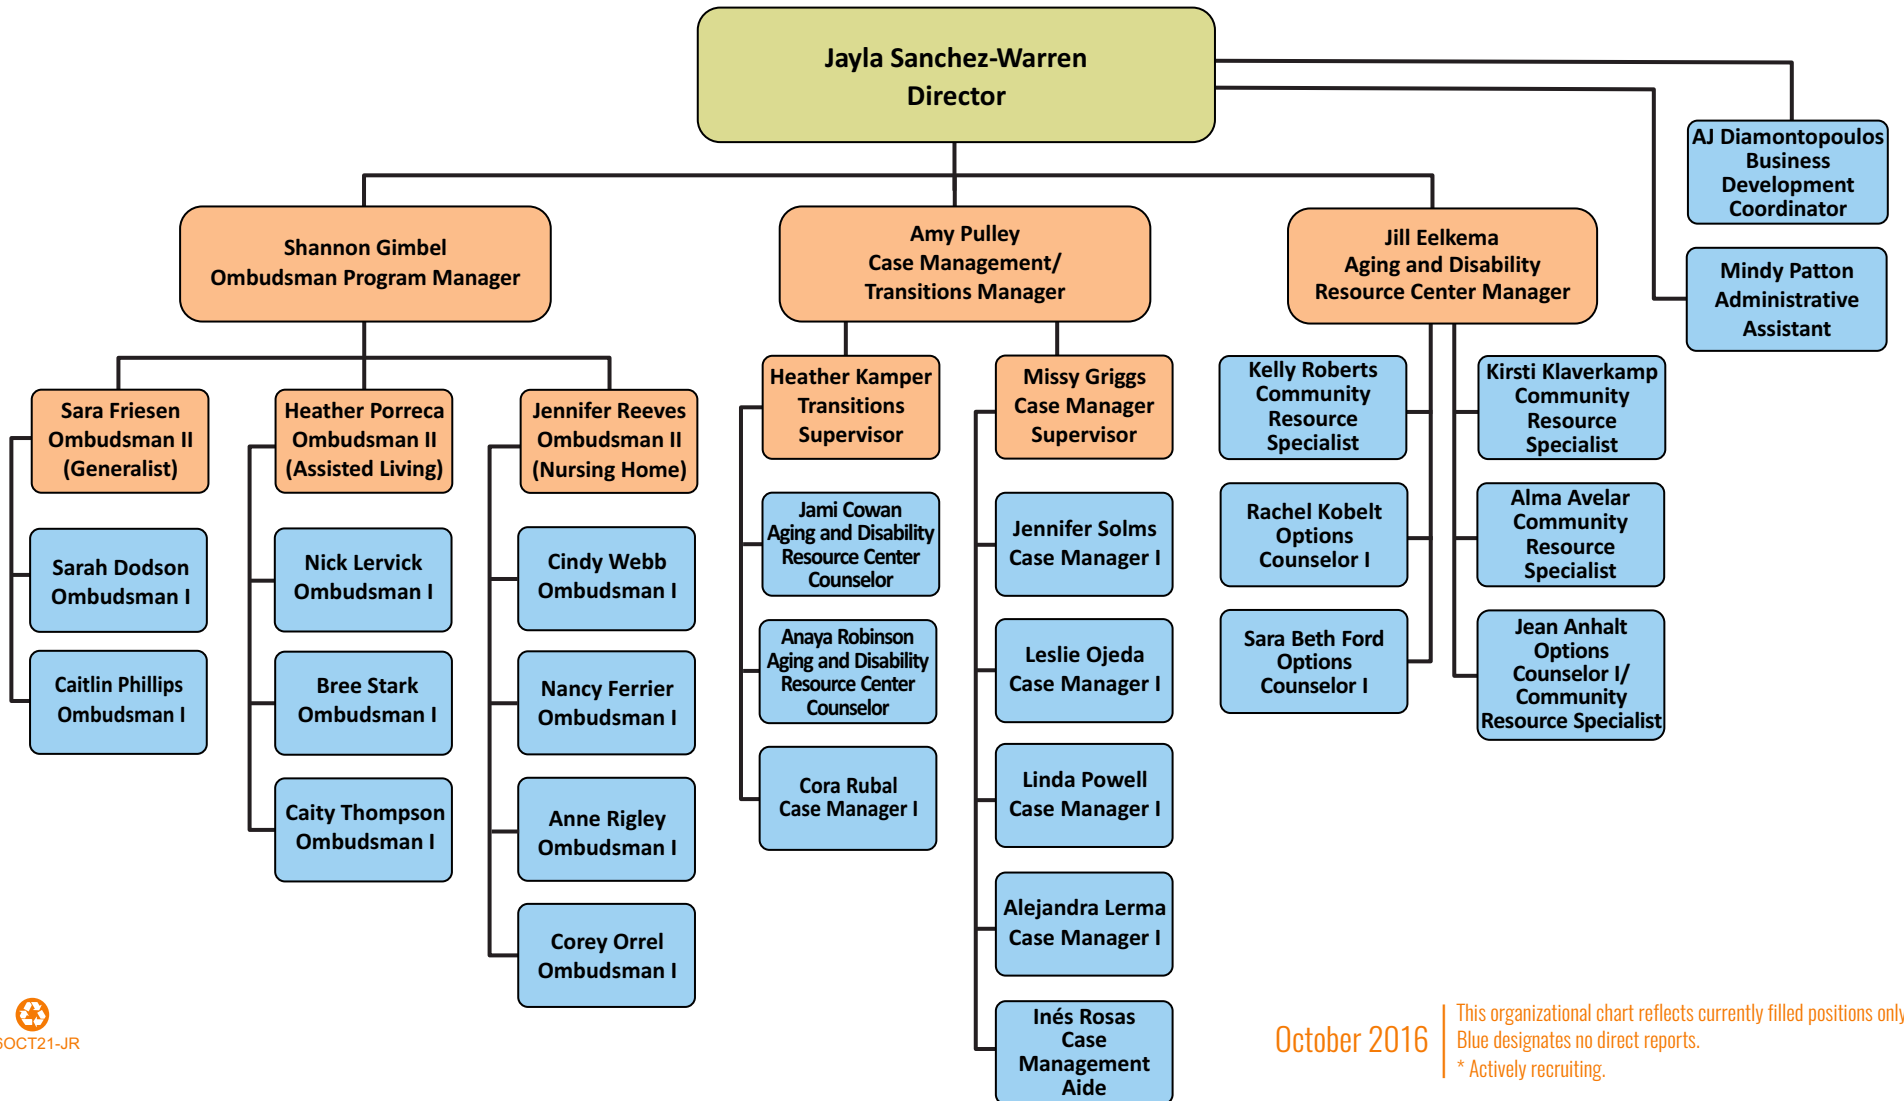 Jayla Sanchez-Warren
Director
AJ Diamontopoulos
Business
Development
Coordinator
Mindy Patton
Administrative
Assistant
Shannon Gimbel
Ombudsman Program Manager
Amy Pulley
Case Management/
Transitions Manager
Jill Eelkema
Aging and Disability
Resource Center Manager
Sara Friesen
Ombudsman II
(Generalist)
Sarah Dodson
Ombudsman I
Caitlin Phillips
Ombudsman I
Heather Porreca
Ombudsman II
(Assisted Living)
Nick Lervick
Ombudsman I
Bree Stark
Ombudsman I
Caity Thompson
Ombudsman I
Jennifer Reeves
Ombudsman II
(Nursing Home)
Cindy Webb
Ombudsman I
Nancy Ferrier
Ombudsman I
Anne Rigley
Ombudsman I
Corey Orrel
Ombudsman I
Heather Kamper
Transitions
Supervisor
Jami Cowan
Aging and Disability
Resource Center
Counselor
Anaya Robinson
Aging and Disability
Resource Center
Counselor
Cora Rubal
Case Manager I
Missy Griggs
Case Manager
Supervisor
Jennifer Solms
Case Manager I
Leslie Ojeda
Case Manager I
Linda Powell
Case Manager I
Alejandra Lerma
Case Manager I
Inés Rosas
Case
Management
Aide
Kelly Roberts
Community
Resource
Specialist
Rachel Kobelt
Options
Counselor I
Sara Beth Ford
Options
Counselor I
Kirsti Klaverkamp
Community
Resource
Specialist
Alma Avelar
Community
Resource
Specialist
Jean Anhalt
Options
Counselor I/
Community
Resource Specialist
6OCT21-JR
October 2016
This organizational chart reflects currently filled positions only
Blue designates no direct reports.
* Actively recruiting.